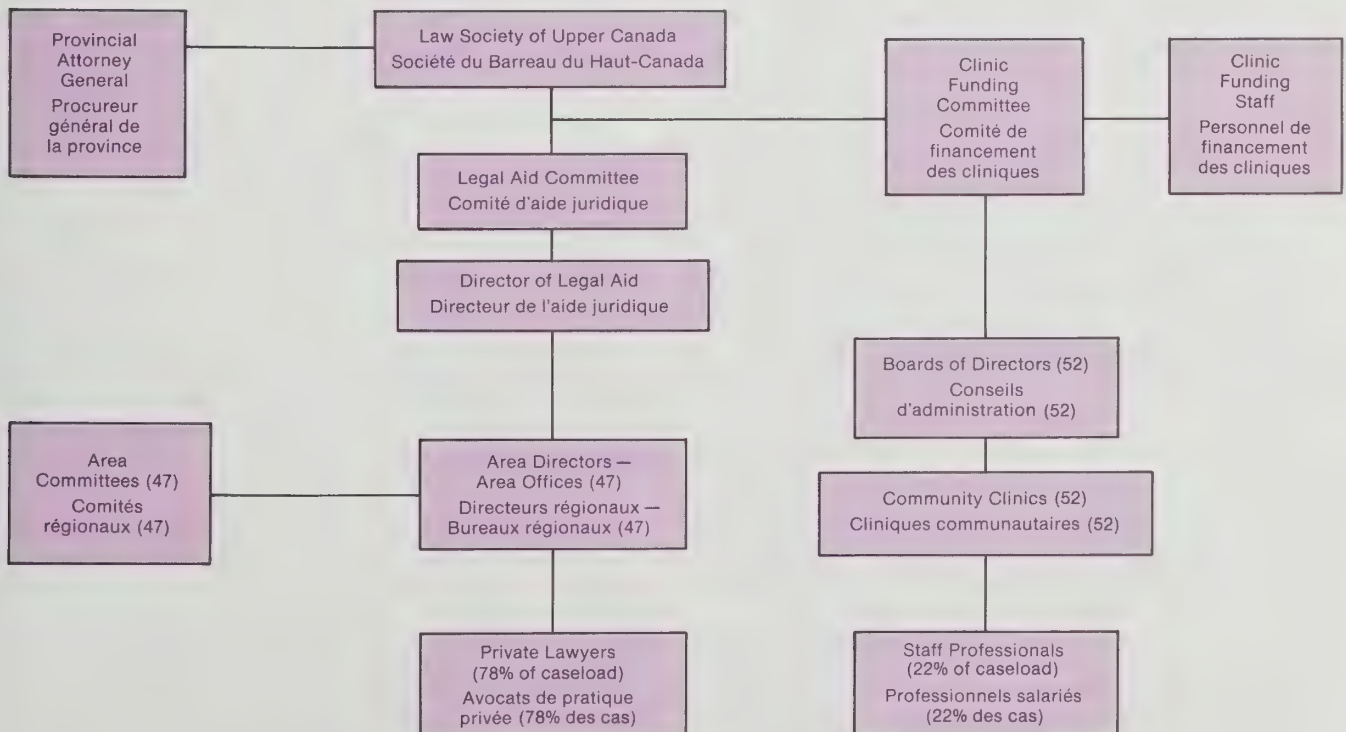 Provincial
Attorney
General
Procureur
général de
la province
Law Society of Upper Canada
Société du Barreau du Haut-Canada
Clinic
Funding
Committee
Comité de
financement
des cliniques
Clinic
Funding
Staff
Personnel de
financement
des cliniques
Legal Aid Committee
Comité d'aide juridique
Director of Legal Aid
Directeur de l'aide juridique
Boards of Directors (52)
Conseils
d'administration (52)
Area
Committees (47)
Comités
régionaux (47)
Area Directors —
Area Offices (47)
Directeurs régionaux —
Bureaux régionaux (47)
Community Clinics (52)
Cliniques communautaires (52)
Private Lawyers
(78% of caseload)
Avocats de pratique
privée (78% des cas)
Staff Professionals
(22% of caseload)
Professionnels salariés
(22% des cas)